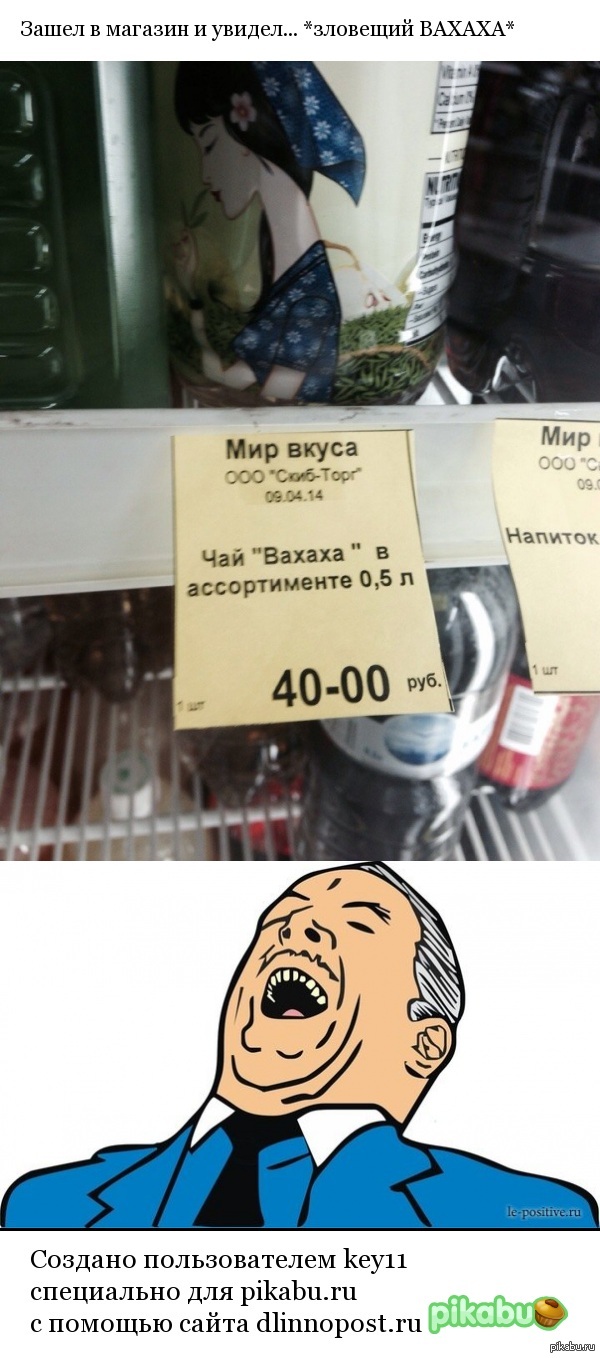 Зашел в магазин и увидел... *зловещий ВАХАХА*
Мир вкуса
ООО "Скиб-Торг"
09.04.14
Чай "Вахаха " в
ассортименте 0,5 л
40-00 руб.
1 шт
Мир
ООО "С
09.0
Напиток
1 шт
le-positive.ru
Создано пользователем key11
специально для pikabu.ru
с помощью сайта dlinnopost.ru
pikabu
pikabu.ru